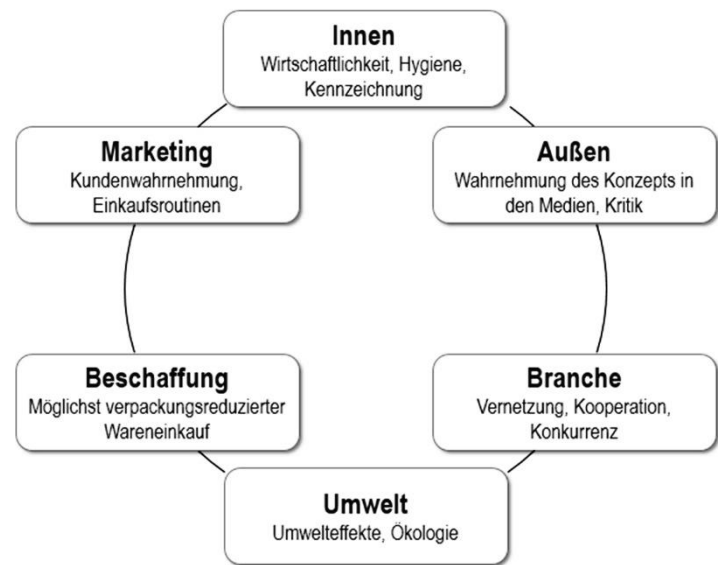 Innen
Wirtschaftlichkeit, Hygiene,
Kennzeichnung
Marketing
Kundenwahrnehmung,
Einkaufsroutinen
Außen
Wahrnehmung des Konzepts in
den Medien, Kritik
Beschaffung
Möglichst verpackungsreduzierter
Wareneinkauf
Branche
Vernetzung, Kooperation,
Konkurrenz
Umwelt
Umwelteffekte, Ökologie